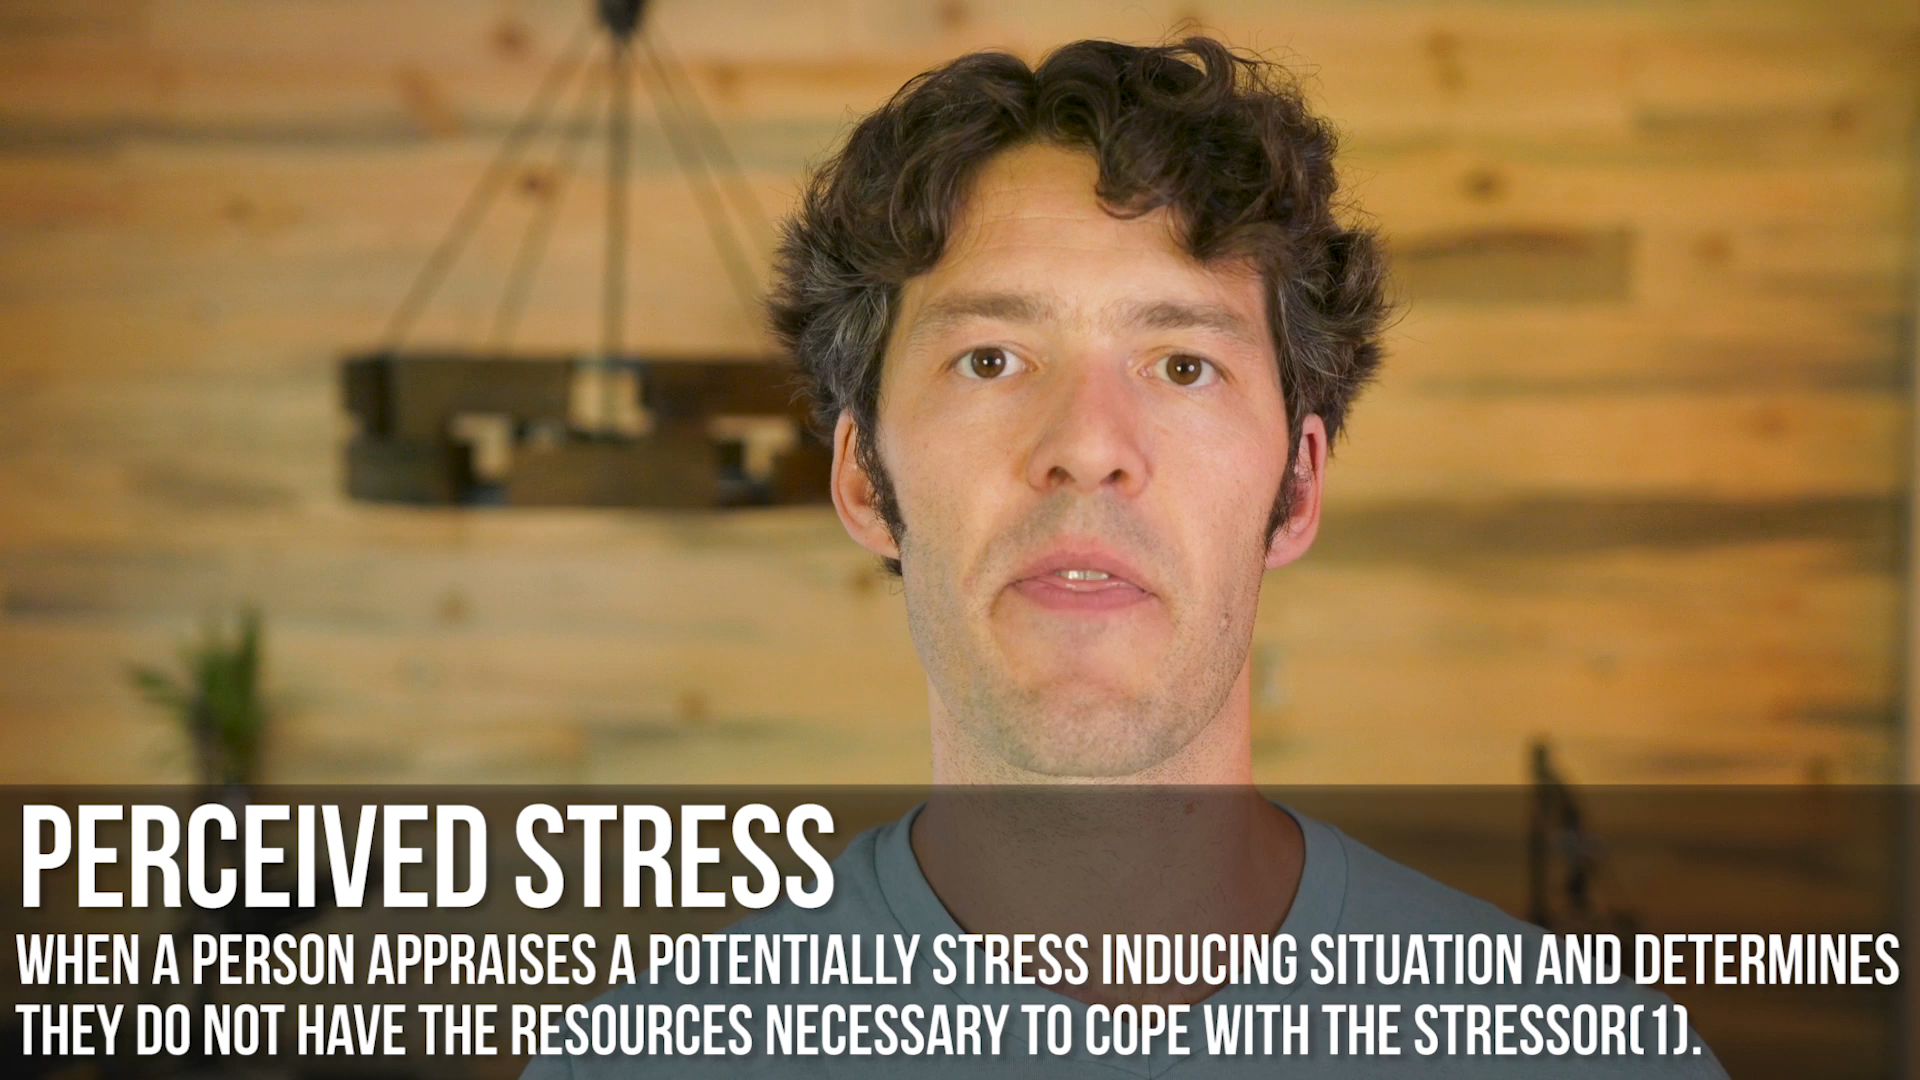 PERCEIVED STRESS
WHEN A PERSON APPRAISES A POTENTIALLY STRESS INDUCING SITUATION AND DETERMINES
THEY DO NOT HAVE THE RESOURCES NECESSARY TO COPE WITH THE STRESSOR(1).